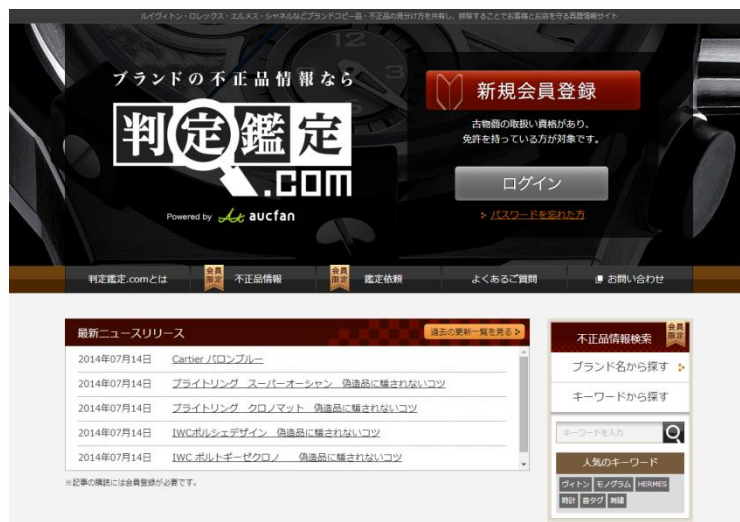 ルイヴィトン・ロレックス・エルメス・シャネルなどブランドコピー品・不正品の見分け方を共有し、排除することでお客様とお店を守る真贋情報サイト
ブランドの不正品情報なら
判定鑑定
.com
Powered by aucfan
新規会員登録
古物商の取扱い資格があり、
免許を持っている方が対象です。
ログイン
パスワードを忘れた方
判定鑑定.comとは
会員限定 不正品情報
会員限定 鑑定依頼
よくあるご質問
お問い合わせ
最新ニュースリリース
過去の更新一覧を見る
2014年07月14日 Cartier バロンブルー
2014年07月14日 ブライトリング スーパーオーシャン 偽造品に騙されないコツ
2014年07月14日 ブライトリング クロノマット 偽造品に騙されないコツ
2014年07月14日 IWCポルシェデザイン 偽造品に騙されないコツ
2014年07月14日 IWC ポルトギーゼクロノ 偽造品に騙されないコツ
※記事の購読には会員登録が必要です。
不正品情報検索 会員限定
ブランド名から探す
キーワードから探す
キーワードを入力
人気のキーワード
ヴィトン モノグラム HERMES
時計 首タグ 刺繍